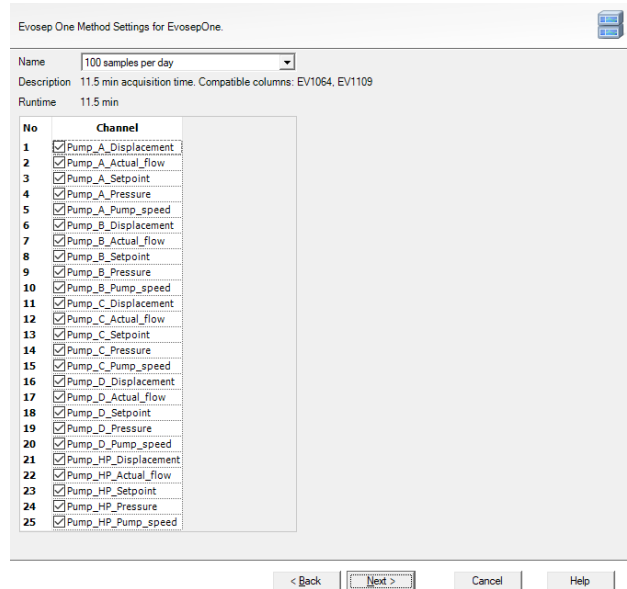 Evosep One Method Settings for EvosepOne.
Name 100 samples per day
Description 11.5 min acquisition time. Compatible columns: EV1064, EV1109
Runtime 11.5 min
No Channel
1 Pump_A_Displacement
2 Pump_A_Actual_flow
3 Pump_A_Setpoint
4 Pump_A_Pressure
5 Pump_A_Pump_speed
6 Pump_B_Displacement
7 Pump_B_Actual_flow
8 Pump_B_Setpoint
9 Pump_B_Pressure
10 Pump_B_Pump_speed
11 Pump_C_Displacement
12 Pump_C_Actual_flow
13 Pump_C_Setpoint
14 Pump_C_Pressure
15 Pump_C_Pump_speed
16 Pump_D_Displacement
17 Pump_D_Actual_flow
18 Pump_D_Setpoint
19 Pump_D_Pressure
20 Pump_D_Pump_speed
21 Pump_HP_Displacement
22 Pump_HP_Actual_flow
23 Pump_HP_Setpoint
24 Pump_HP_Pressure
25 Pump_HP_Pump_speed
< Back Next > Cancel Help